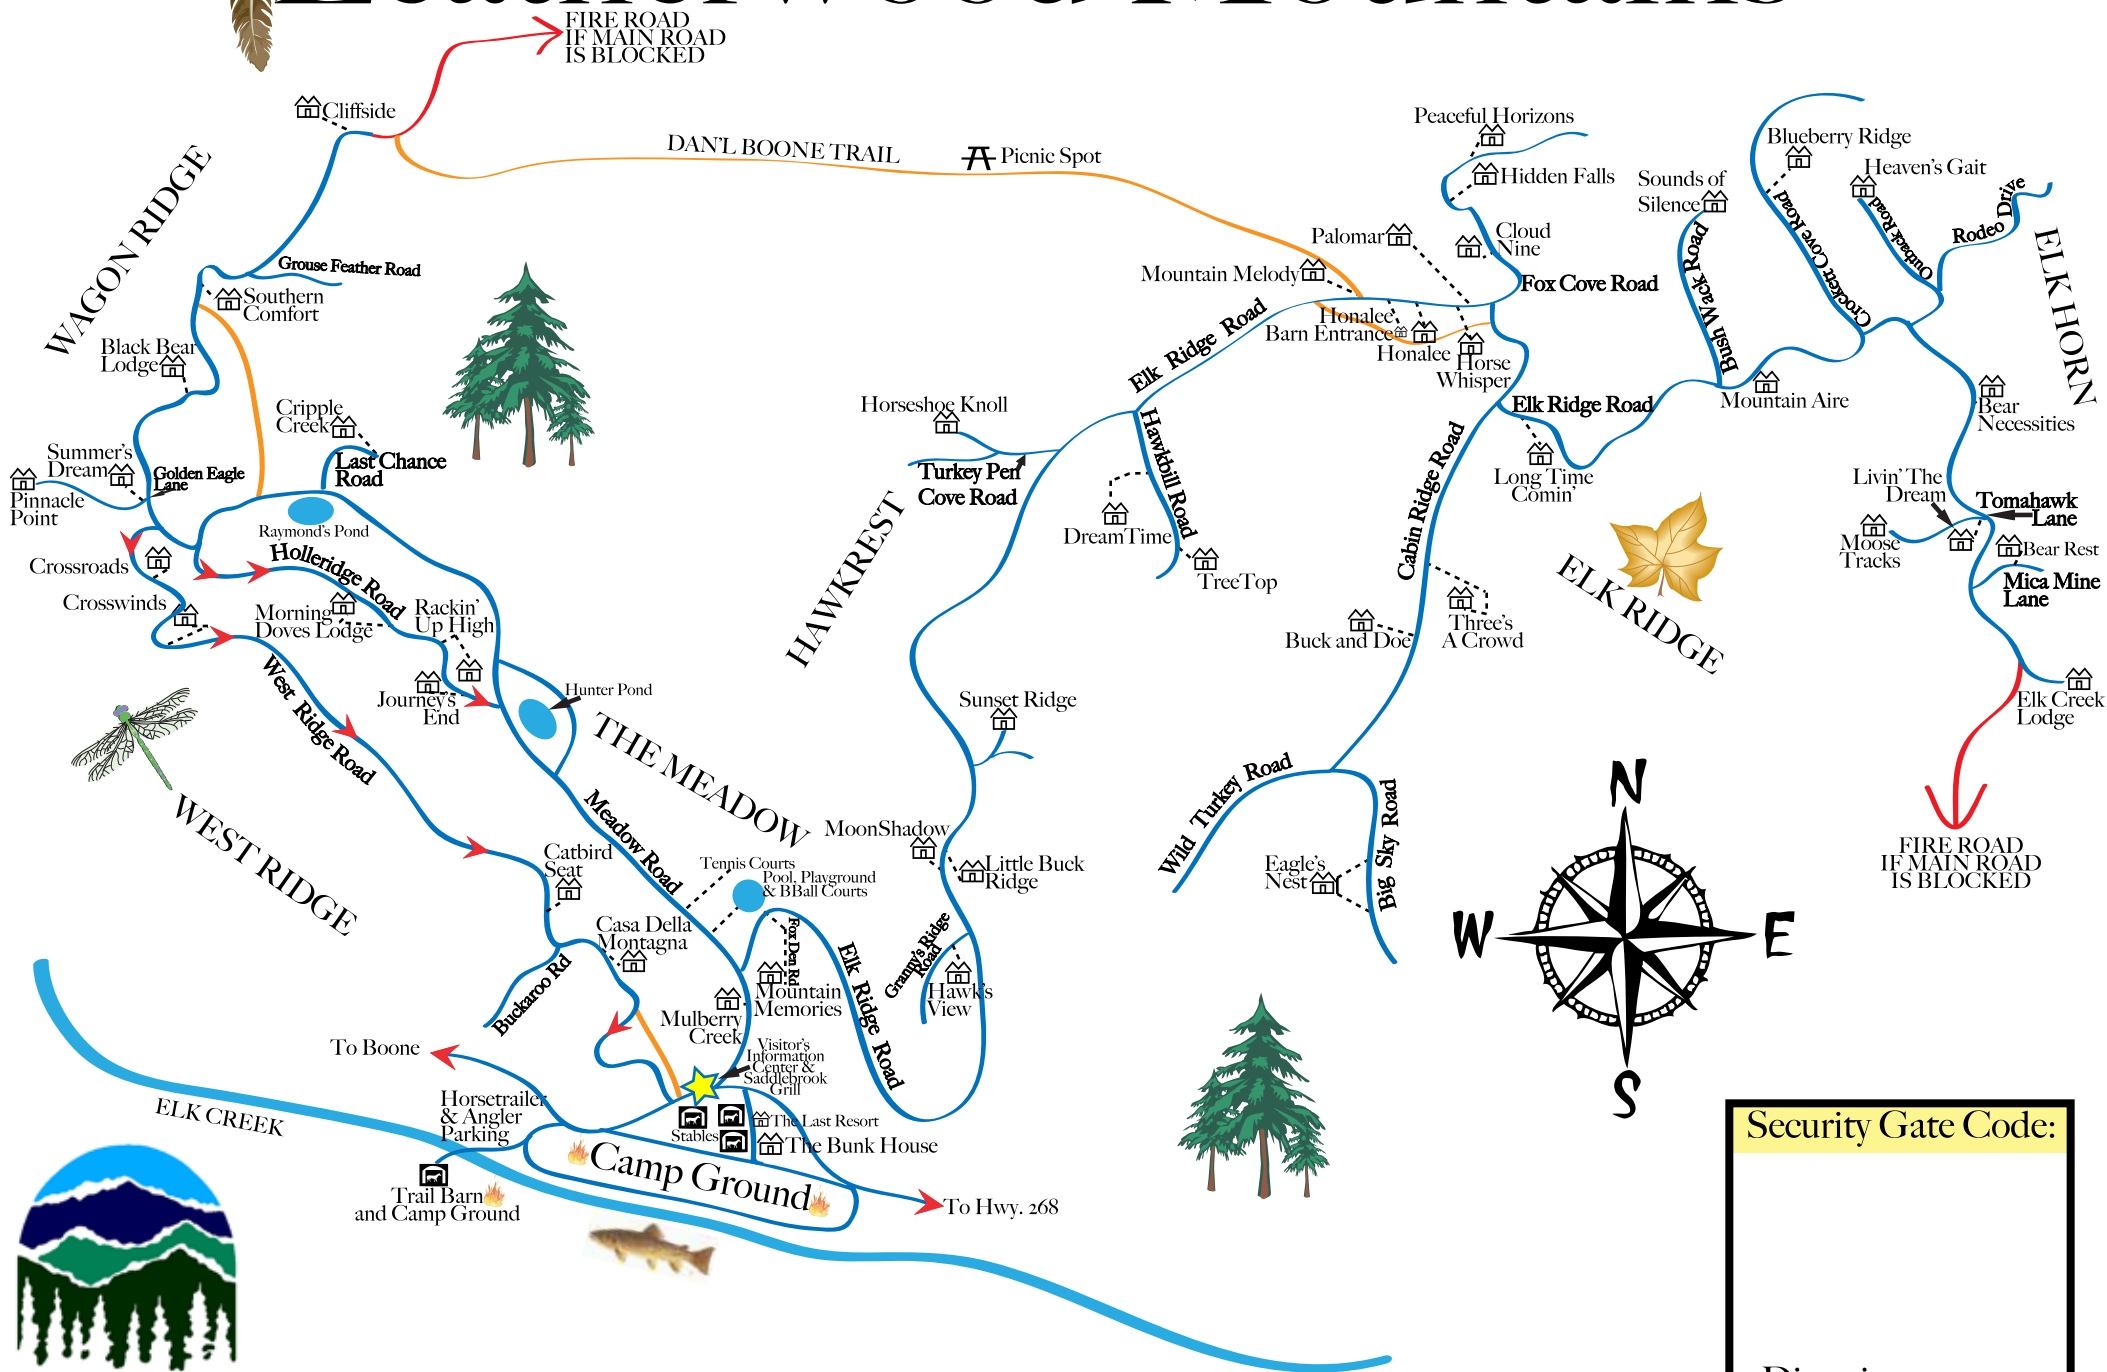 Leatherwood Mountains
FIRE ROAD
IF MAIN ROAD
IS BLOCKED
Cliffside
DAN'L BOONE TRAIL
Picnic Spot
Peaceful Horizons
Hidden Falls
Sounds of
Silence
Blueberry Ridge
Heaven's Gait
Rodeo Drive
Outback Road
Crockett Cove Road
ELK HORN
WAGON RIDGE
Grouse Feather Road
Southern
Comfort
Palomar
Cloud
Nine
Mountain Melody
Fox Cove Road
Bush Wack Road
Elk Ridge Road
Honalee
Barn Entrance
Honalee
Horse
Whisper
Black Bear
Lodge
Cripple
Creek
Last Chance
Road
Horseshoe Knoll
Turkey Pen
Cove Road
Hawkbill Road
Elk Ridge Road
Mountain Aire
Bear
Necessities
Summer's
Dream
Golden Eagle
Lane
Pinnacle
Point
Raymond's Pond
HAWKREST
DreamTime
TreeTop
Cabin Ridge Road
Long Time
Comin'
Livin' The
Dream
Tomahawk
Lane
Moose
Tracks
Bear Rest
Mica Mine
Lane
Crossroads
Holleridge Road
Crosswinds
Morning
Doves Lodge
Rackin'
Up High
Buck and Doe
Three's
A Crowd
ELK RIDGE
West Ridge Road
Journey's
End
Hunter Pond
THE MEADOW
Sunset Ridge
Elk Creek
Lodge
WEST RIDGE
Meadow Road
Wild Turkey Road
Big Sky Road
Eagle's
Nest
FIRE ROAD
IF MAIN ROAD
IS BLOCKED
N
W
E
S
MoonShadow
Little Buck
Ridge
Catbird
Seat
Tennis Courts
Pool, Playground
& BBall Courts
Casa Della
Montagna
Fox Den Rd
Elk Ridge Road
Granny's Ridge
Road
Hawk's
View
Buckaroo Rd
Mountain
Memories
Mulberry
Creek
Visitor's
Information
Center &
Saddlebrook
Grill
To Boone
ELK CREEK
Horsetrailer
& Angler
Parking
Stables
The Last Resort
The Bunk House
Camp Ground
Trail Barn
and Camp Ground
To Hwy. 268
Security Gate Code: